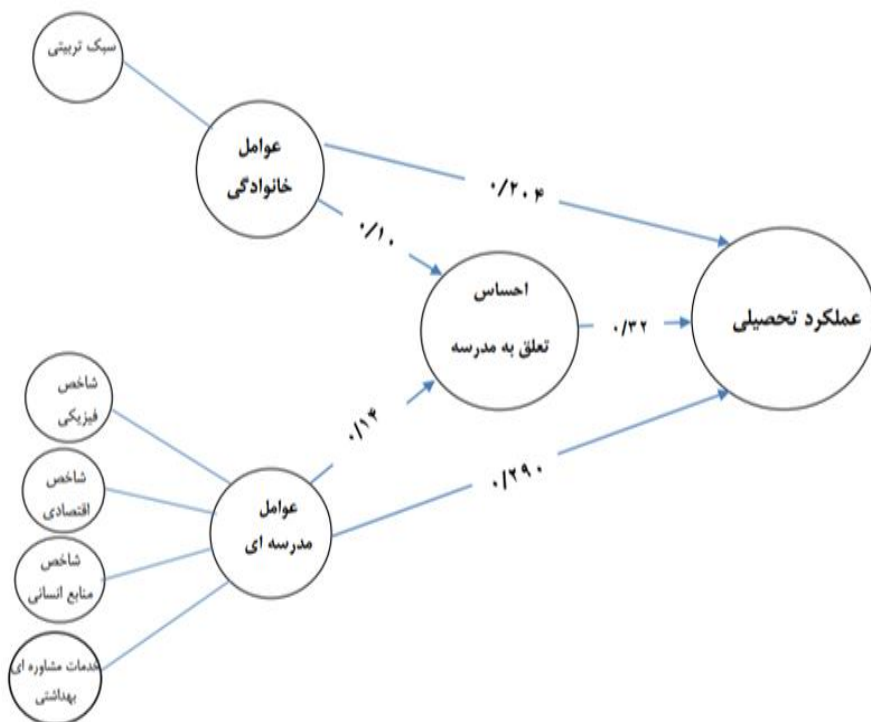 سبک تربیتی
عوامل
خانوادگی
۰/۲۰۴
۰/۱۰
احساس
تعلق به مدرسه
۰/۳۲
عملکرد تحصیلی
شاخص
فیزیکی
۰/۱۴
شاخص
اقتصادی
عوامل
مدرسه ای
۰/۲۹۰
شاخص
منابع انسانی
خدمات مشاوره ای
بهداشتی